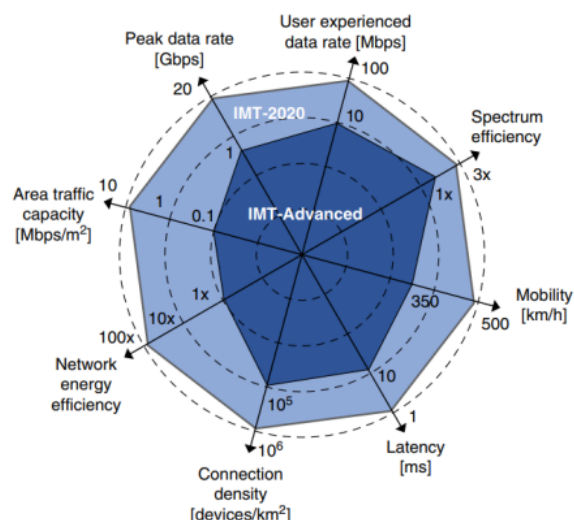 User experienced
data rate [Mbps]
Peak data rate
[Gbps]
100
20
IMT-2020
10
Spectrum
efficiency
1
3x
1x
Area traffic
capacity
[Mbps/m²]
10
1
0.1
IMT-Advanced
Mobility
[km/h]
350
500
1x
10x
100x
Network
energy
efficiency
10
10⁵
1
10⁶
Latency
[ms]
Connection
density
[devices/km²]